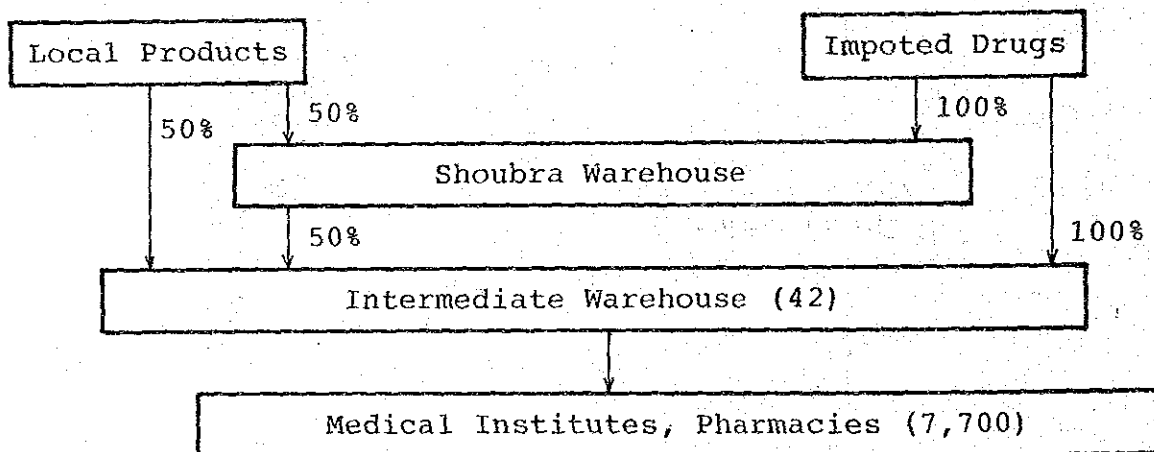 Local Products
Impoted Drugs
50%
50%
100%
Shoubra Warehouse
50%
100%
Intermediate Warehouse (42)
Medical Institutes, Pharmacies (7,700)